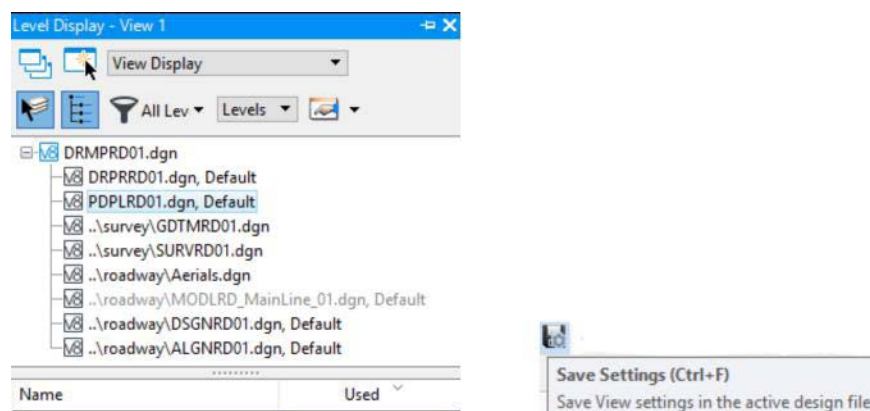 Level Display - View 1
View Display
All Lev Levels
DRMPRD01.dgn
DRPRRD01.dgn, Default
PDPLRD01.dgn, Default
..\survey\GDTMRD01.dgn
..\survey\SURVRD01.dgn
..\roadway\Aerials.dgn
..\roadway\MODLRD_MainLine_01.dgn, Default
..\roadway\DSGNRD01.dgn, Default
..\roadway\ALGNRD01.dgn, Default
Name Used
Save Settings (Ctrl+F)
Save View settings in the active design file